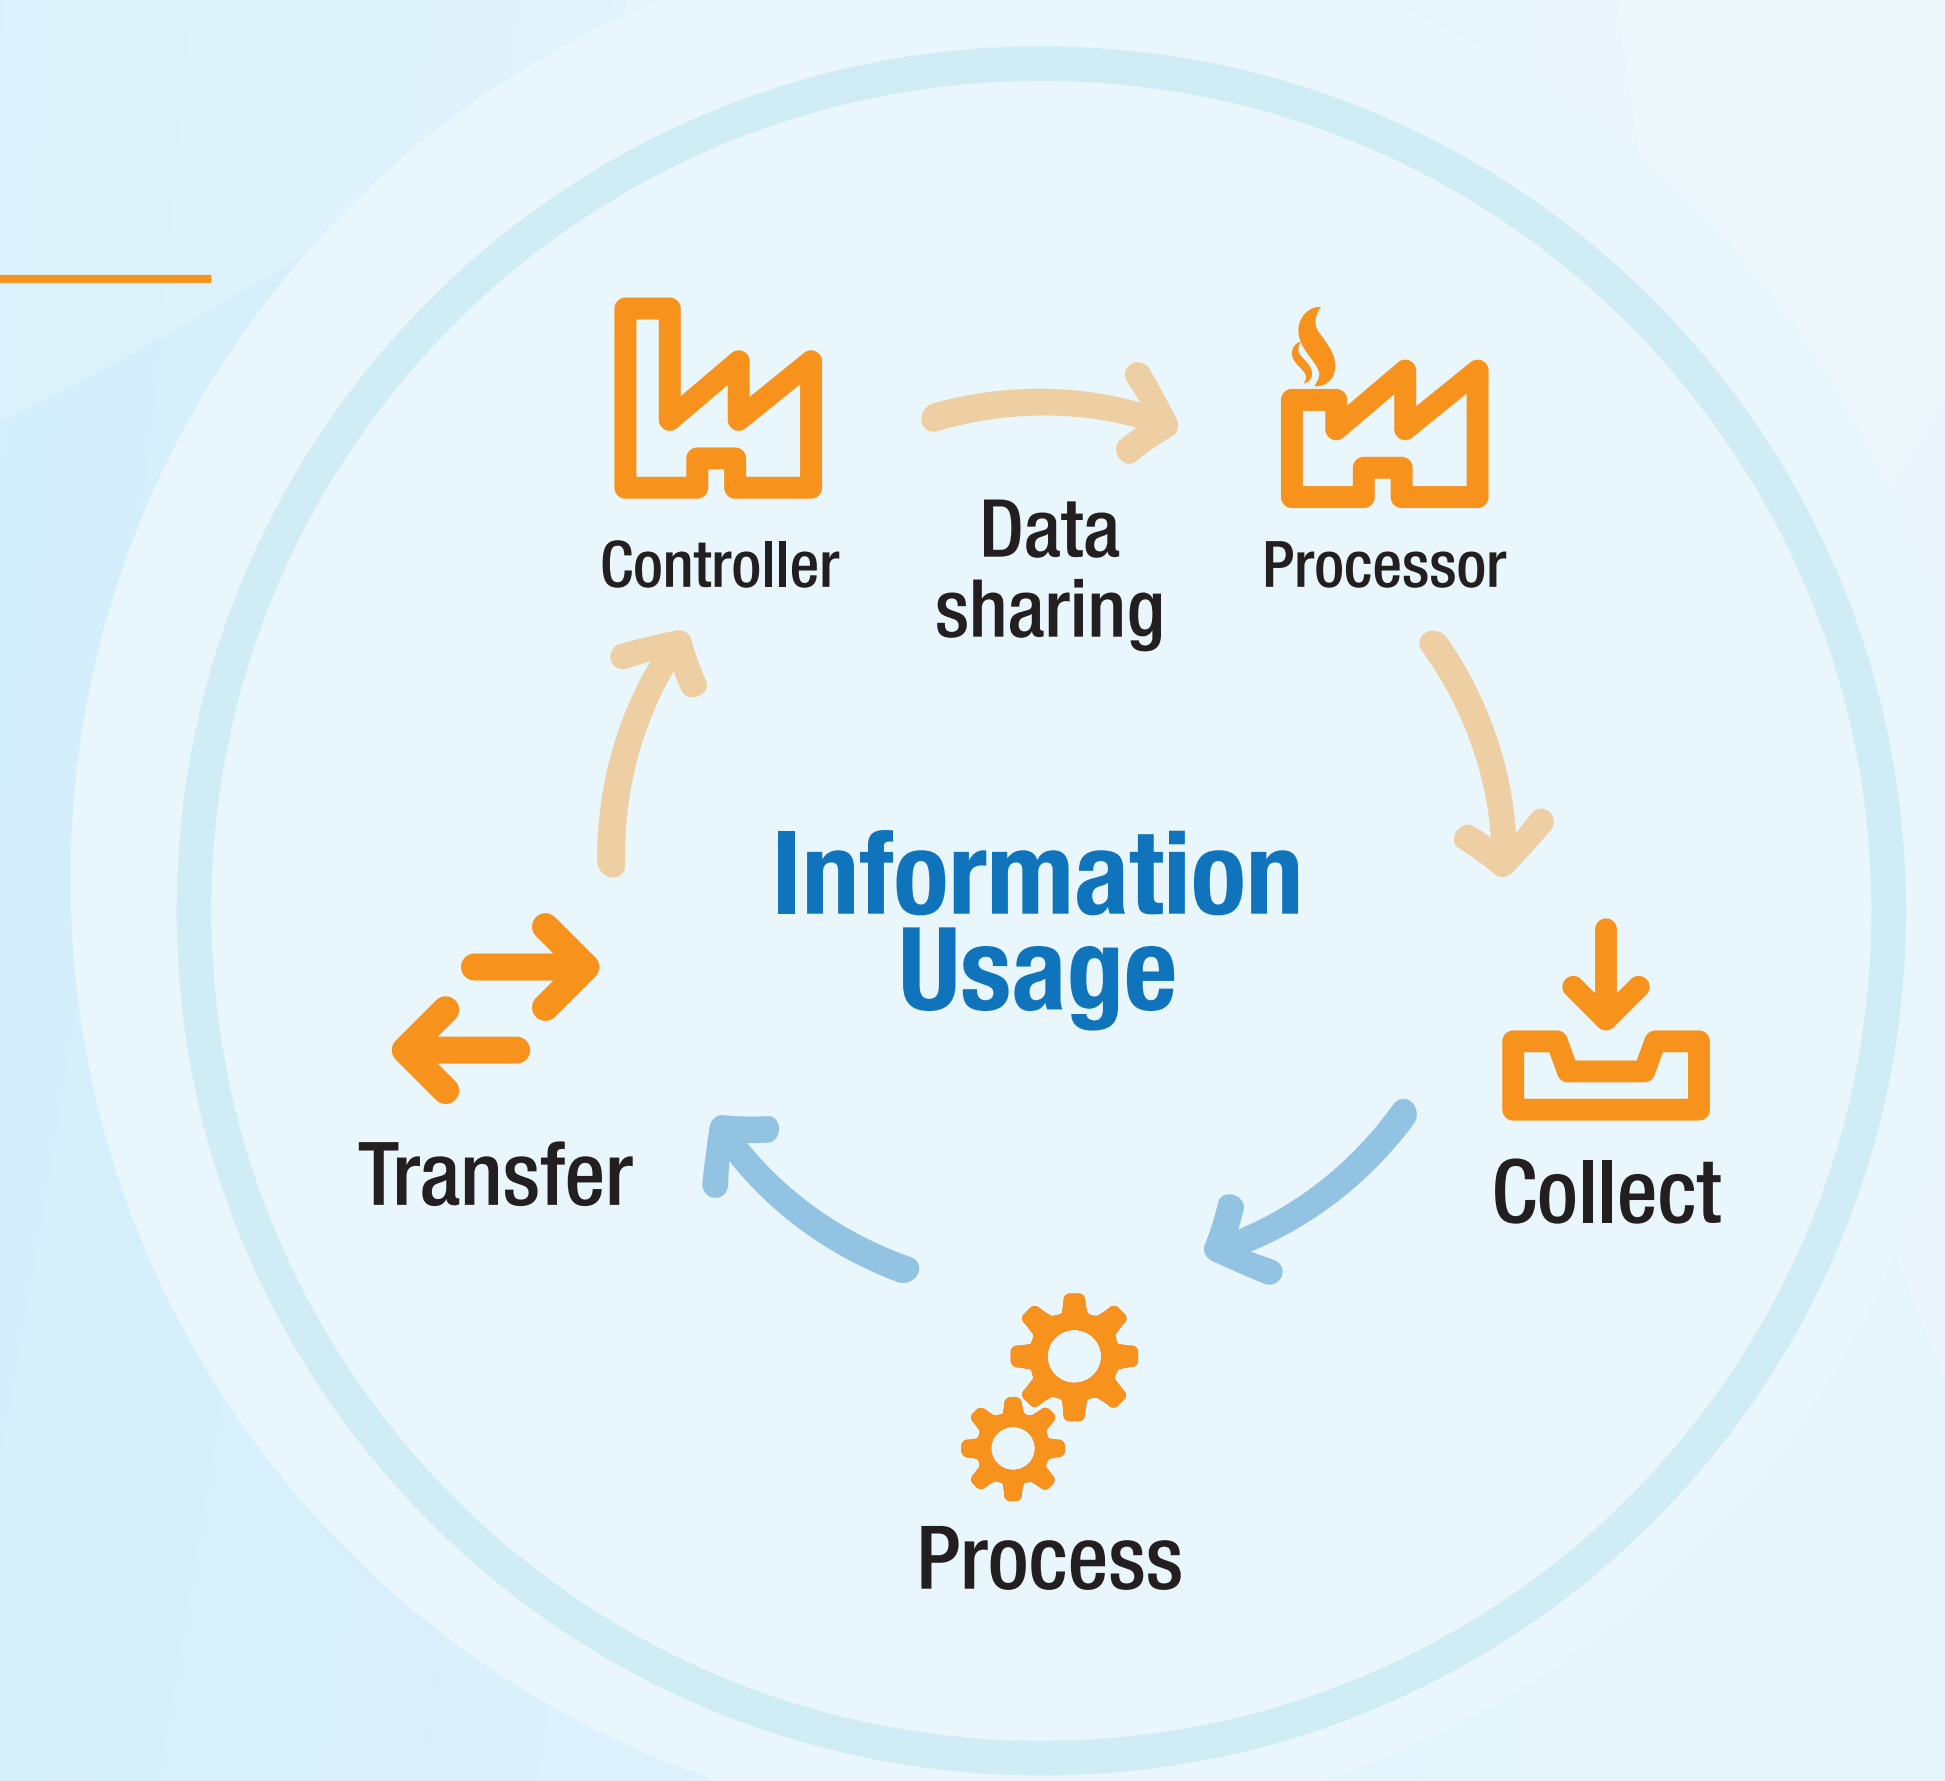 Controller
Data
sharing
Processor
Information
Usage
Transfer
Collect
Process